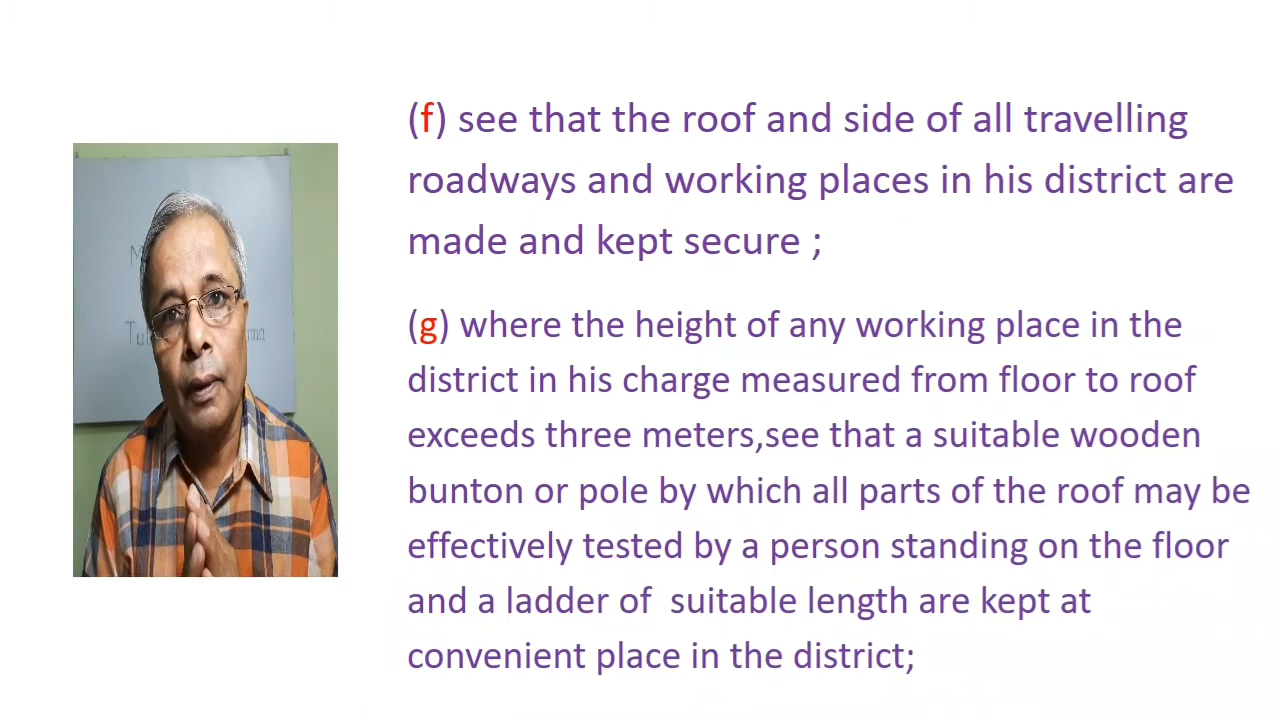 (f) see that the roof and side of all travelling
roadways and working places in his district are
made and kept secure ;
(g) where the height of any working place in the
district in his charge measured from floor to roof
exceeds three meters,see that a suitable wooden
bunton or pole by which all parts of the roof may be
effectively tested by a person standing on the floor
and a ladder of  suitable length are kept at
convenient place in the district;